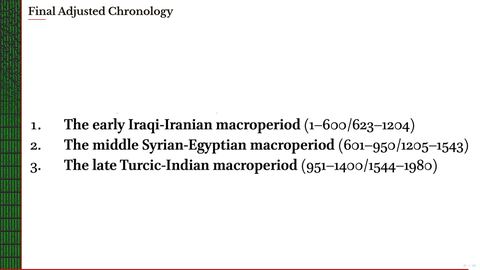 Final Adjusted Chronology
1. The early Iraqi-Iranian macroperiod (1–600/623–1204)
2. The middle Syrian-Egyptian macroperiod (601–950/1205–1543)
3. The late Turcic-Indian macroperiod (951–1400/1544–1980)